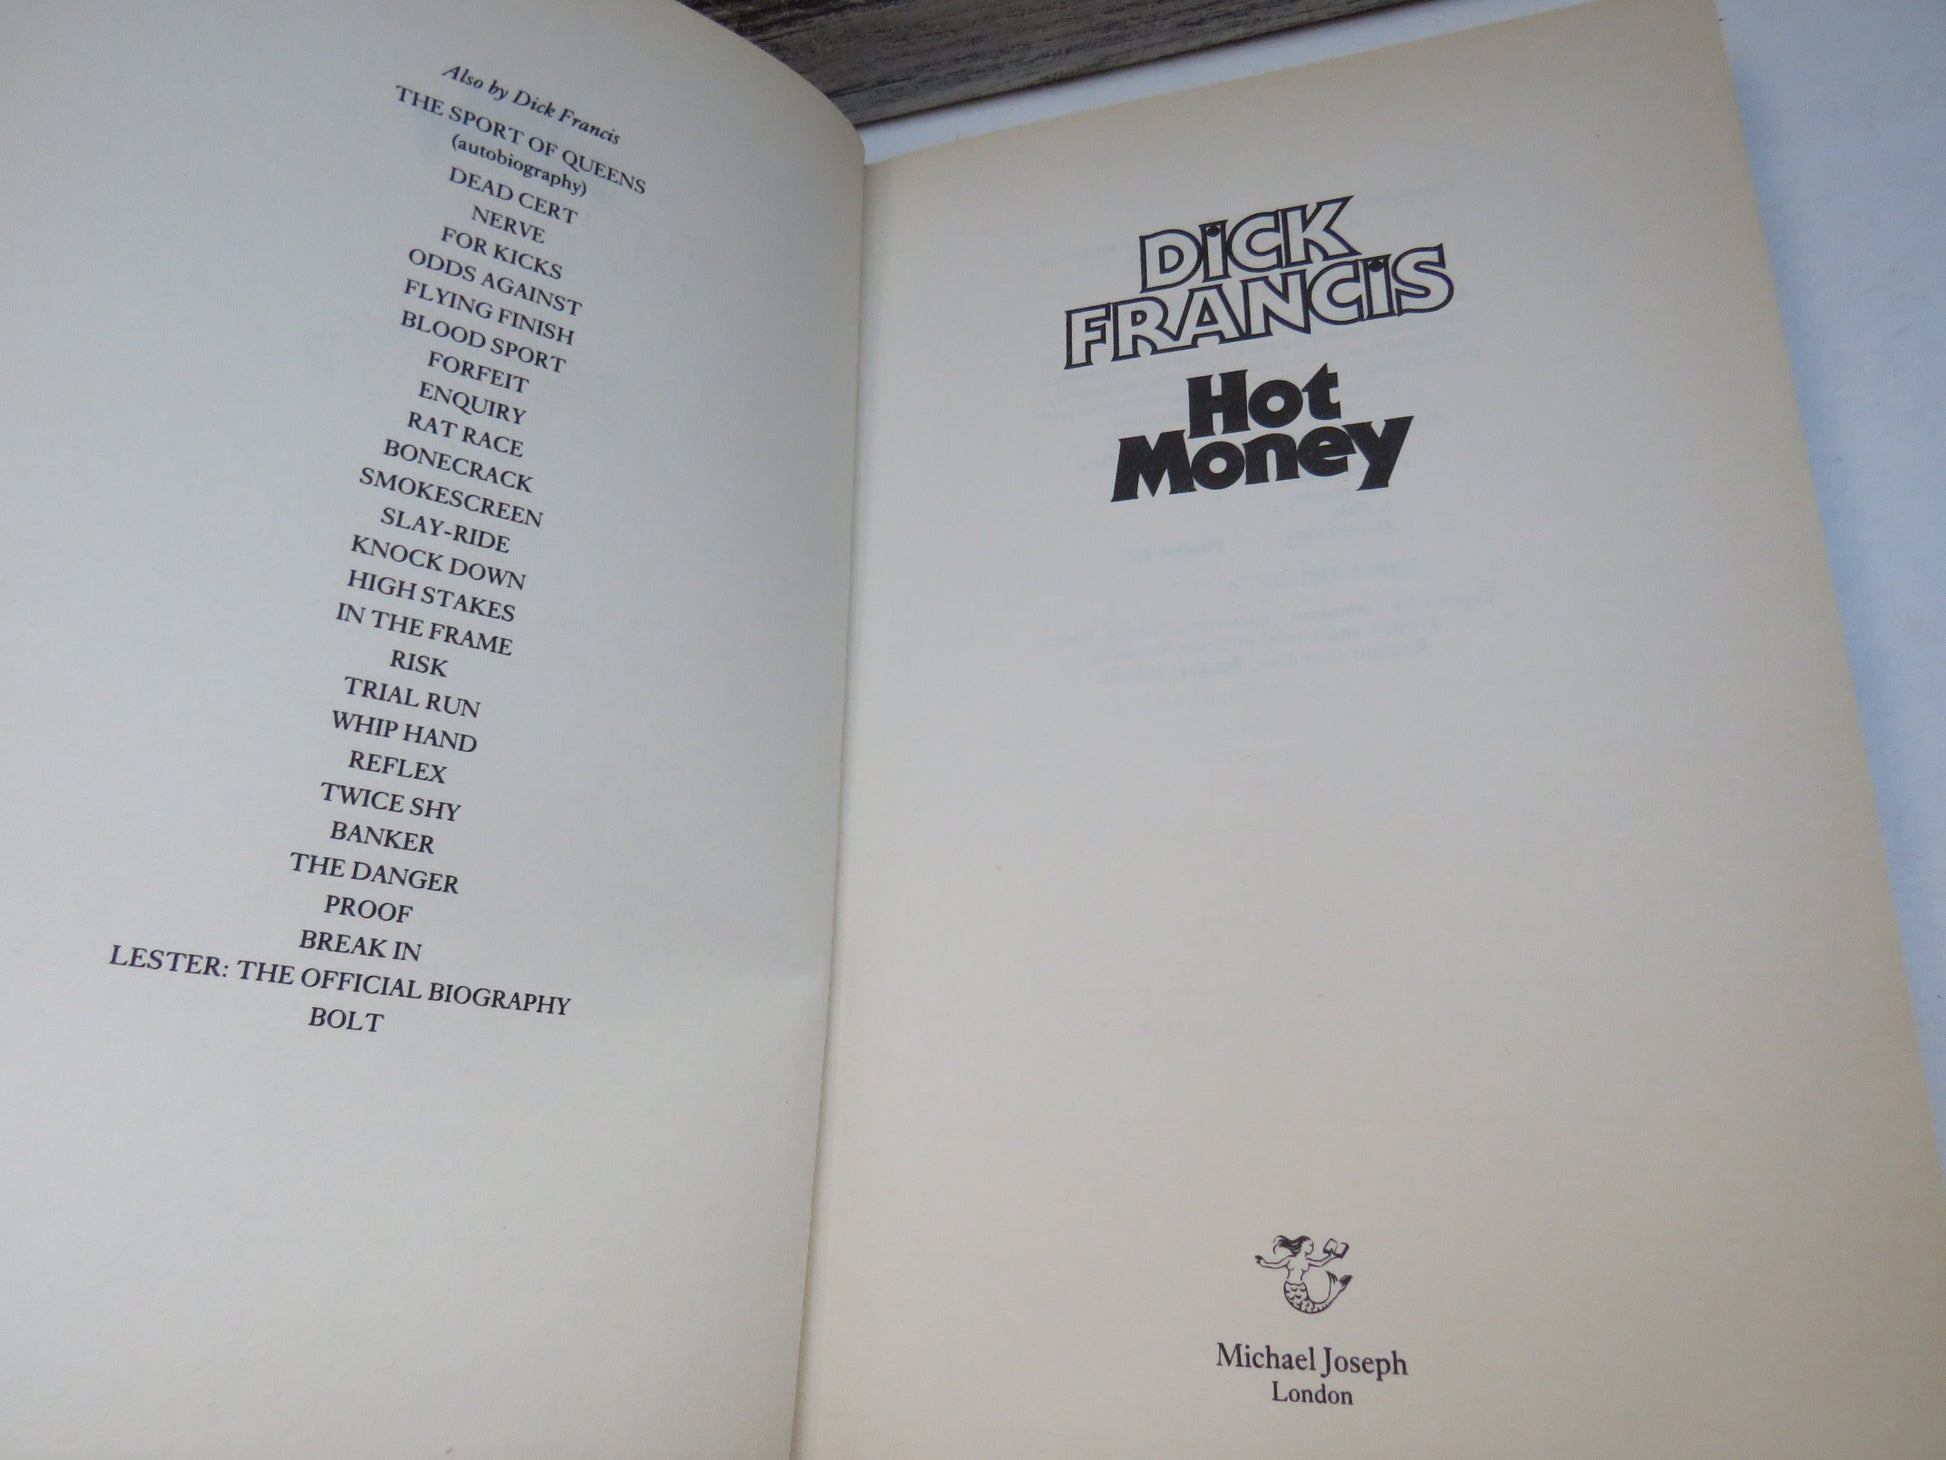 Also by Dick Francis
THE SPORT OF QUEENS
(autobiography)
DEAD CERT
NERVE
FOR KICKS
ODDS AGAINST
FLYING FINISH
BLOOD SPORT
FORFEIT
ENQUIRY
RAT RACE
BONECRACK
SMOKESCREEN
SLAY-RIDE
KNOCK DOWN
HIGH STAKES
IN THE FRAME
RISK
TRIAL RUN
WHIP HAND
REFLEX
TWICE SHY
BANKER
THE DANGER
PROOF
BREAK IN
LESTER: THE OFFICIAL BIOGRAPHY
BOLT
DiCK
FRANCiS
Hot
Money
Michael Joseph
London